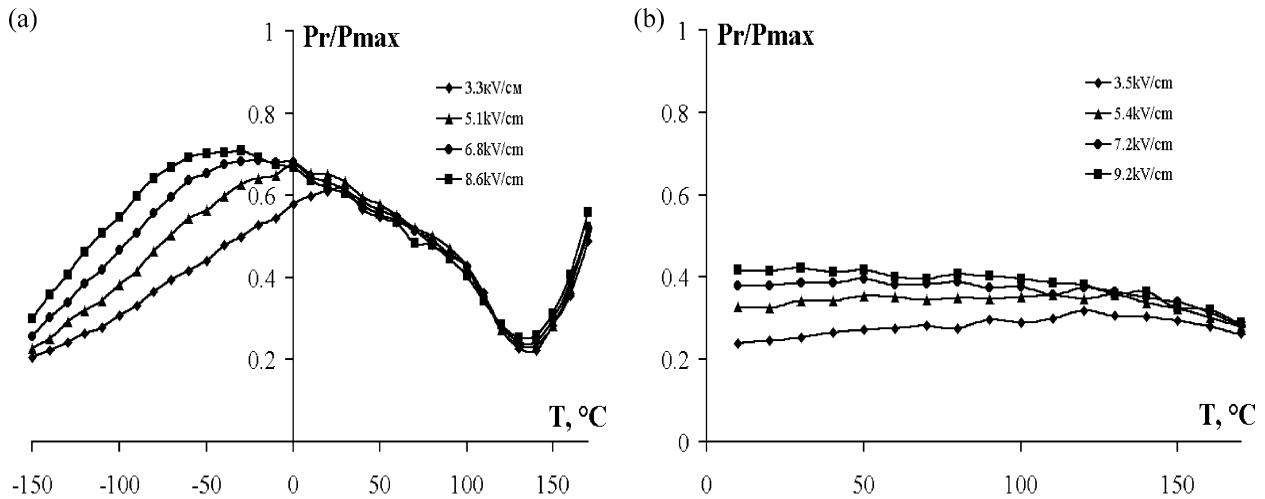 (a)
Pr/Pmax
3.3кV/см
5.1kV/cm
6.8kV/cm
8.6kV/cm
1
0.8
0.6
0.4
0.2
T, °C
-150
-100
-50
0
50
100
150
(b)
Pr/Pmax
3.5kV/cm
5.4kV/cm
7.2kV/cm
9.2kV/cm
1
0.8
0.6
0.4
0.2
0
T, °C
0
50
100
150